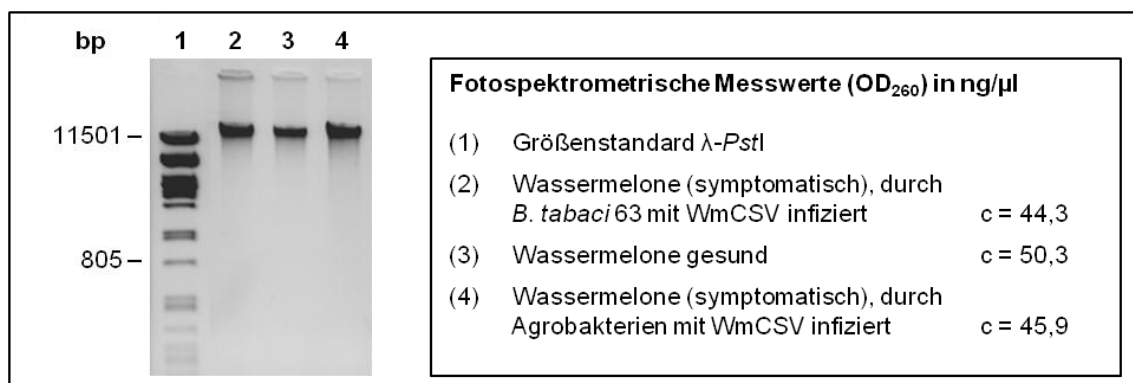 bp 1 2 3 4
11501 –
805 –
Fotospektrometrische Messwerte (OD₂₆₀) in ng/µl
(1) Größenstandard λ-PstI
(2) Wassermelone (symptomatisch), durch
B. tabaci 63 mit WmCSV infiziert c = 44,3
(3) Wassermelone gesund c = 50,3
(4) Wassermelone (symptomatisch), durch
Agrobakterien mit WmCSV infiziert c = 45,9